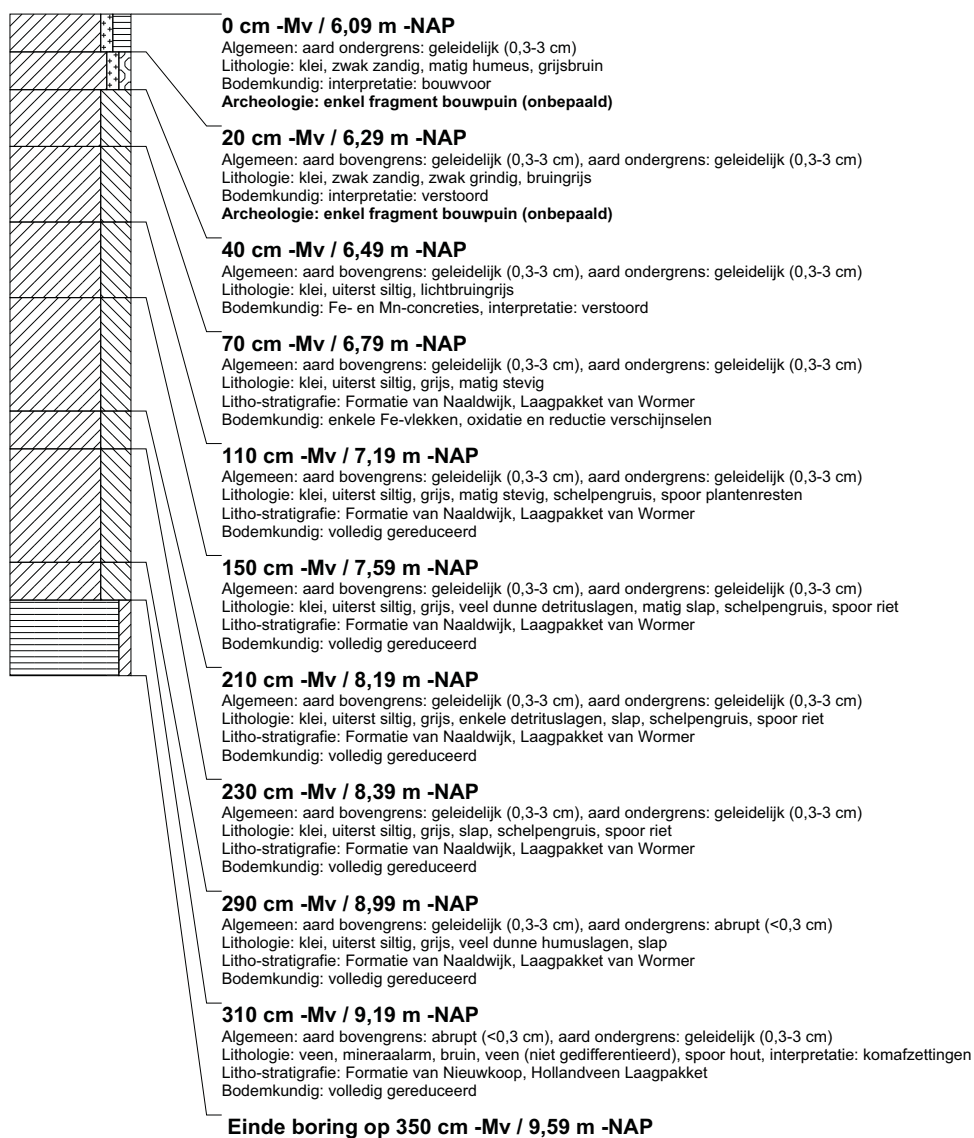 0 cm -Mv / 6,09 m -NAP
Algemeen: aard ondergrens: geleidelijk (0,3-3 cm)
Lithologie: klei, zwak zandig, matig humeus, grijsbruin
Bodemkundig: interpretatie: bouwvoor
Archeologie: enkel fragment bouwpuin (onbepaald)
20 cm -Mv / 6,29 m -NAP
Algemeen: aard bovengrens: geleidelijk (0,3-3 cm), aard ondergrens: geleidelijk (0,3-3 cm)
Lithologie: klei, zwak zandig, zwak grindig, bruingrijs
Bodemkundig: interpretatie: verstoord
Archeologie: enkel fragment bouwpuin (onbepaald)
40 cm -Mv / 6,49 m -NAP
Algemeen: aard bovengrens: geleidelijk (0,3-3 cm), aard ondergrens: geleidelijk (0,3-3 cm)
Lithologie: klei, uiterst siltig, lichtbruingrijs
Bodemkundig: Fe- en Mn-concreties, interpretatie: verstoord
70 cm -Mv / 6,79 m -NAP
Algemeen: aard bovengrens: geleidelijk (0,3-3 cm), aard ondergrens: geleidelijk (0,3-3 cm)
Lithologie: klei, uiterst siltig, grijs, matig stevig
Litho-stratigrafie: Formatie van Naaldwijk, Laagpakket van Wormer
Bodemkundig: enkele Fe-vlekken, oxidatie en reductie verschijnselen
110 cm -Mv / 7,19 m -NAP
Algemeen: aard bovengrens: geleidelijk (0,3-3 cm), aard ondergrens: geleidelijk (0,3-3 cm)
Lithologie: klei, uiterst siltig, grijs, matig stevig, schelpengruis, spoor plantenresten
Litho-stratigrafie: Formatie van Naaldwijk, Laagpakket van Wormer
Bodemkundig: volledig gereduceerd
150 cm -Mv / 7,59 m -NAP
Algemeen: aard bovengrens: geleidelijk (0,3-3 cm), aard ondergrens: geleidelijk (0,3-3 cm)
Lithologie: klei, uiterst siltig, grijs, veel dunne detrituslagen, matig slap, schelpengruis, spoor riet
Litho-stratigrafie: Formatie van Naaldwijk, Laagpakket van Wormer
Bodemkundig: volledig gereduceerd
210 cm -Mv / 8,19 m -NAP
Algemeen: aard bovengrens: geleidelijk (0,3-3 cm), aard ondergrens: geleidelijk (0,3-3 cm)
Lithologie: klei, uiterst siltig, grijs, enkele detrituslagen, slap, schelpengruis, spoor riet
Litho-stratigrafie: Formatie van Naaldwijk, Laagpakket van Wormer
Bodemkundig: volledig gereduceerd
230 cm -Mv / 8,39 m -NAP
Algemeen: aard bovengrens: geleidelijk (0,3-3 cm), aard ondergrens: geleidelijk (0,3-3 cm)
Lithologie: klei, uiterst siltig, grijs, slap, schelpengruis, spoor riet
Litho-stratigrafie: Formatie van Naaldwijk, Laagpakket van Wormer
Bodemkundig: volledig gereduceerd
290 cm -Mv / 8,99 m -NAP
Algemeen: aard bovengrens: geleidelijk (0,3-3 cm), aard ondergrens: abrupt (<0,3 cm)
Lithologie: klei, uiterst siltig, grijs, veel dunne humuslagen, slap
Litho-stratigrafie: Formatie van Naaldwijk, Laagpakket van Wormer
Bodemkundig: volledig gereduceerd
310 cm -Mv / 9,19 m -NAP
Algemeen: aard bovengrens: abrupt (<0,3 cm), aard ondergrens: geleidelijk (0,3-3 cm)
Lithologie: veen, mineraalarm, bruin, veen (niet gedifferentieerd), spoor hout, interpretatie: komafzettingen
Litho-stratigrafie: Formatie van Nieuwkoop, Hollandveen Laagpakket
Bodemkundig: volledig gereduceerd
Einde boring op 350 cm -Mv / 9,59 m -NAP